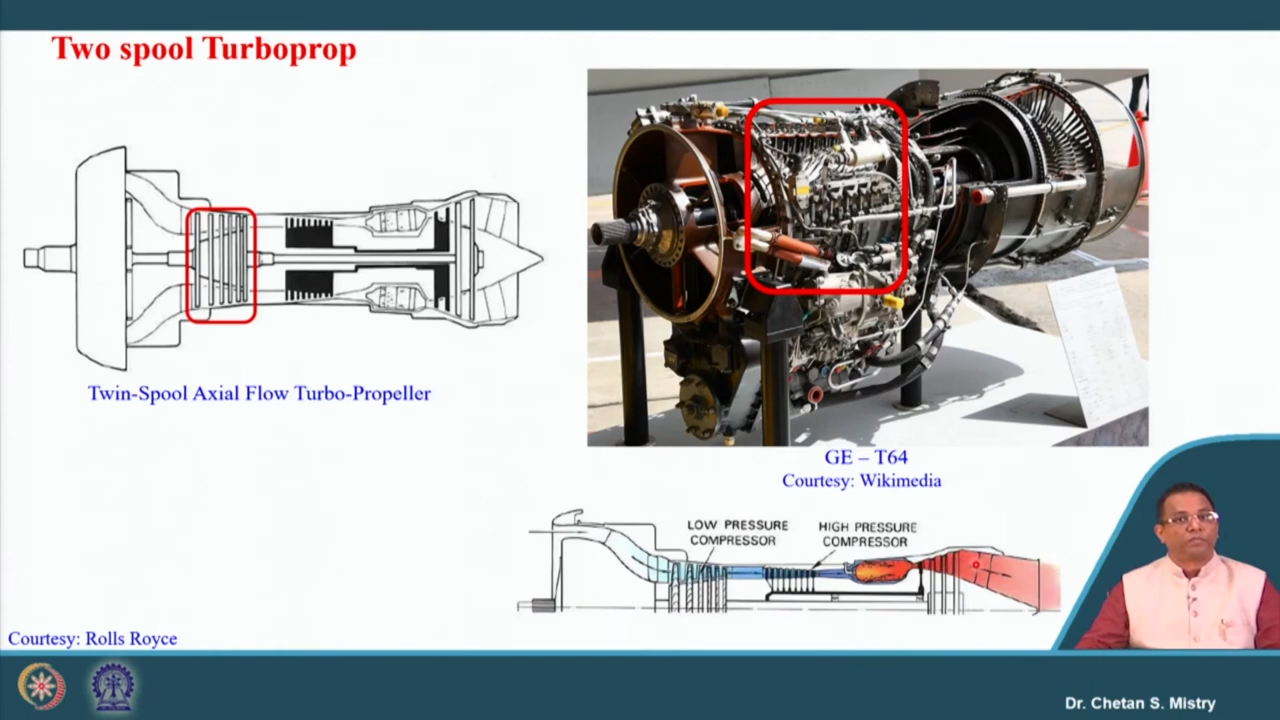 Two spool Turboprop
Twin-Spool Axial Flow Turbo-Propeller
GE – T64
Courtesy: Wikimedia
LOW PRESSURE
COMPRESSOR
HIGH PRESSURE
COMPRESSOR
Courtesy: Rolls Royce
Dr. Chetan S. Mistry